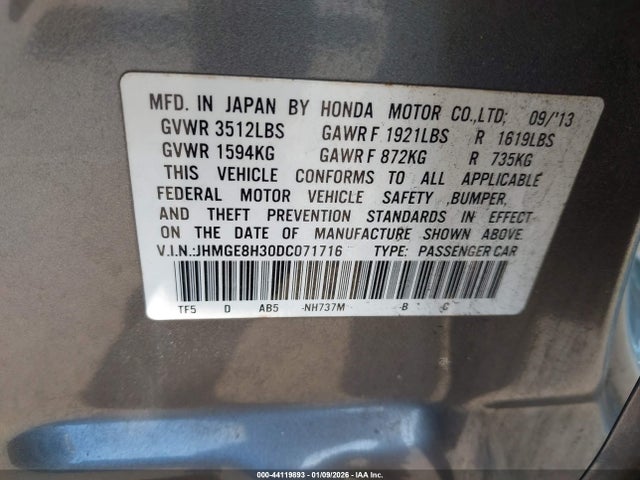 MFD. IN JAPAN BY HONDA MOTOR CO.,LTD; 09/'13
GVWR 3512LBS GAWR F 1921LBS R 1619LBS
GVWR 1594KG GAWR F 872KG R 735KG
THIS VEHICLE CONFORMS TO ALL APPLICABLE
FEDERAL MOTOR VEHICLE SAFETY ,BUMPER,
AND THEFT PREVENTION STANDARDS IN EFFECT
ON THE DATE OF MANUFACTURE SHOWN ABOVE.
V.I.N.:JHMGE8H30DC071716 TYPE: PASSENGER CAR
TF5 D AB5 -NH737M -B C
000-44119893 - 01/09/2026 - IAA Inc.